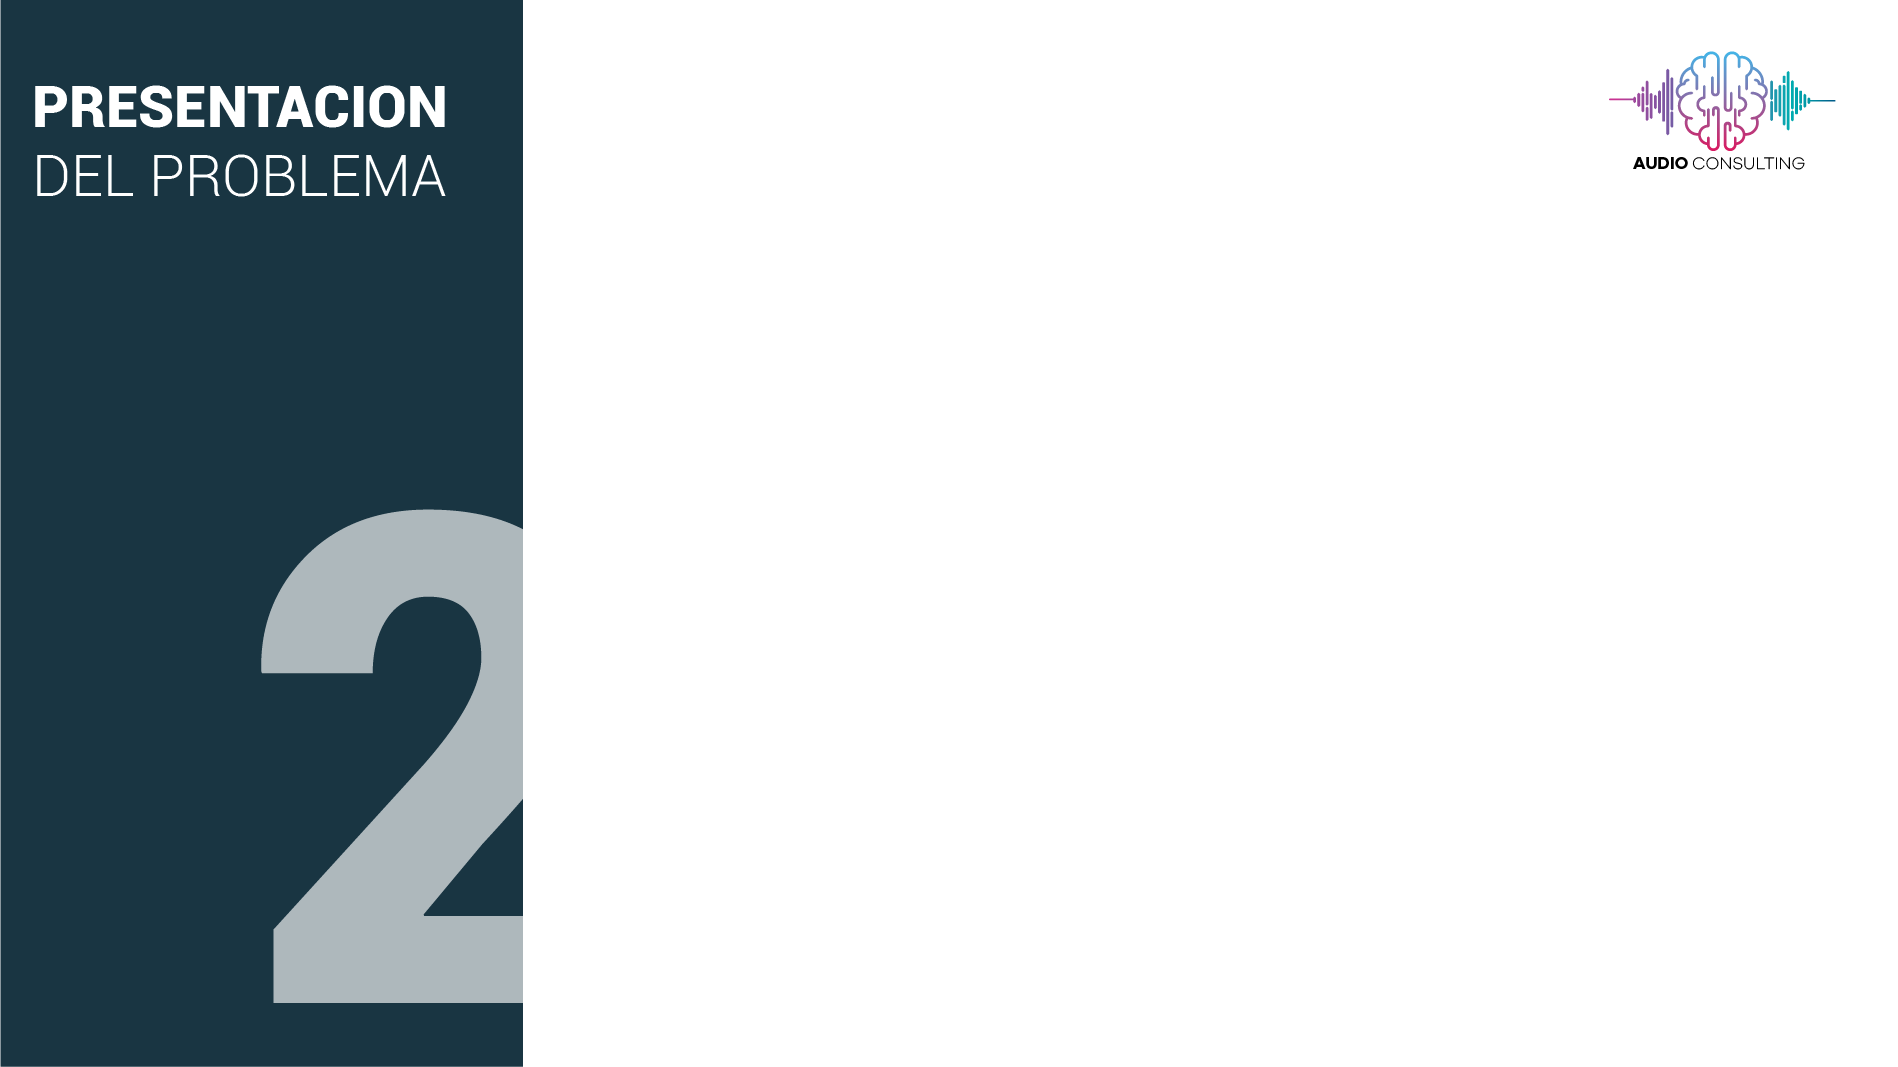 PRESENTACION
DEL PROBLEMA
AUDIO CONSULTING
2